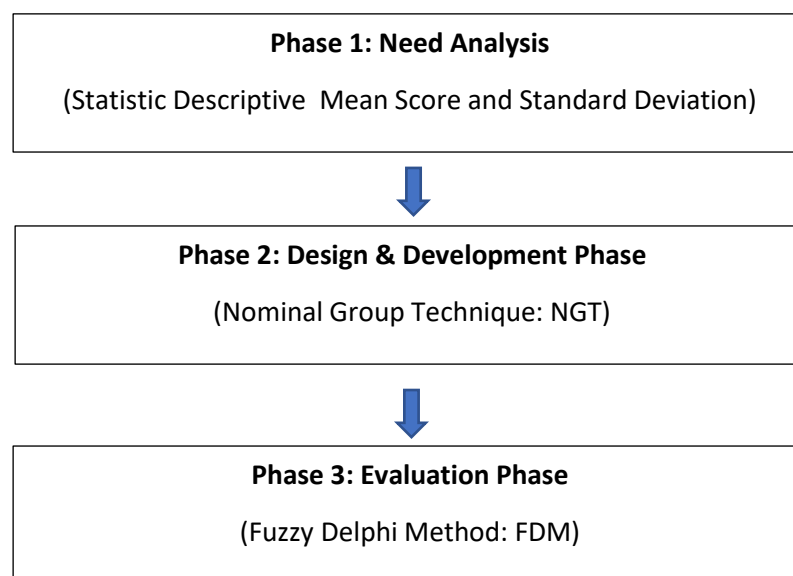 Phase 1: Need Analysis
(Statistic Descriptive  Mean Score and Standard Deviation)
Phase 2: Design & Development Phase
(Nominal Group Technique: NGT)
Phase 3: Evaluation Phase
(Fuzzy Delphi Method: FDM)